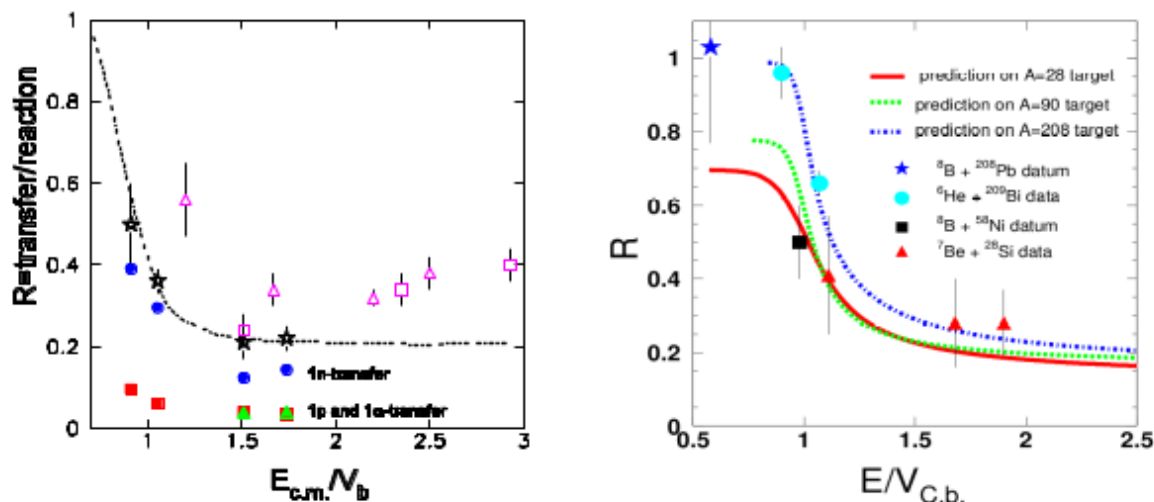 1
0.8
0.6
0.4
0.2
0
R=transfer/reaction
1n-transfer
1p and 1α-transfer
1
1.5
2
2.5
3
E_c.m./V_b
1
0.8
0.6
0.4
0.2
0
R
prediction on A=28 target
prediction on A=90 target
prediction on A=208 target
⁸B + ²⁰⁸Pb datum
⁶He + ²⁰⁹Bi data
⁸B + ⁵⁸Ni datum
⁷Be + ²⁸Si data
0.5
1
1.5
2
2.5
E/V_C.b.